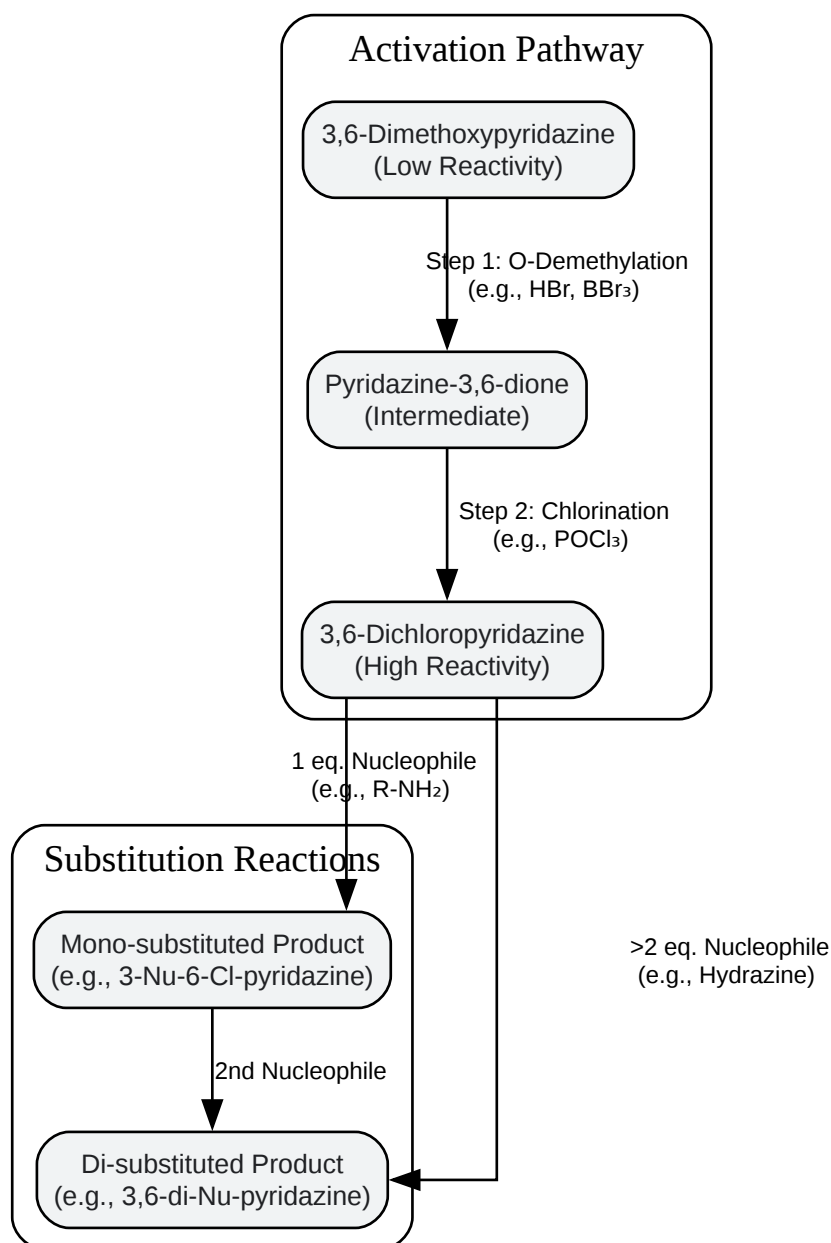 Activation Pathway
3,6-Dimethoxypyridazine
(Low Reactivity)
Step 1: O-Demethylation
(e.g., HBr, BBr₃)
Pyridazine-3,6-dione
(Intermediate)
Step 2: Chlorination
(e.g., POCl₃)
3,6-Dichloropyridazine
(High Reactivity)
1 eq. Nucleophile
(e.g., R-NH₂)
Substitution Reactions
Mono-substituted Product
(e.g., 3-Nu-6-Cl-pyridazine)
>2 eq. Nucleophile
(e.g., Hydrazine)
2nd Nucleophile
Di-substituted Product
(e.g., 3,6-di-Nu-pyridazine)